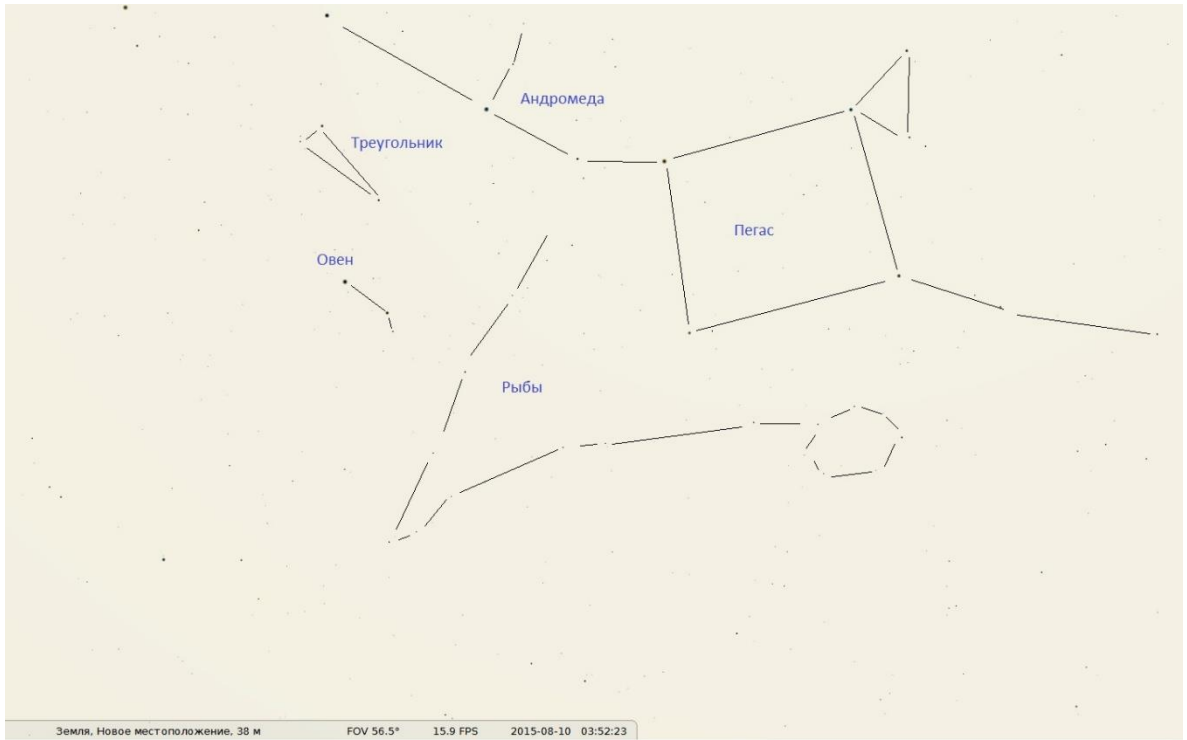 Андромеда
Треугольник
Пегас
Овен
Рыбы
Земля, Новое местоположение, 38 м FOV 56.5° 15.9 FPS 2015-08-10 03:52:23